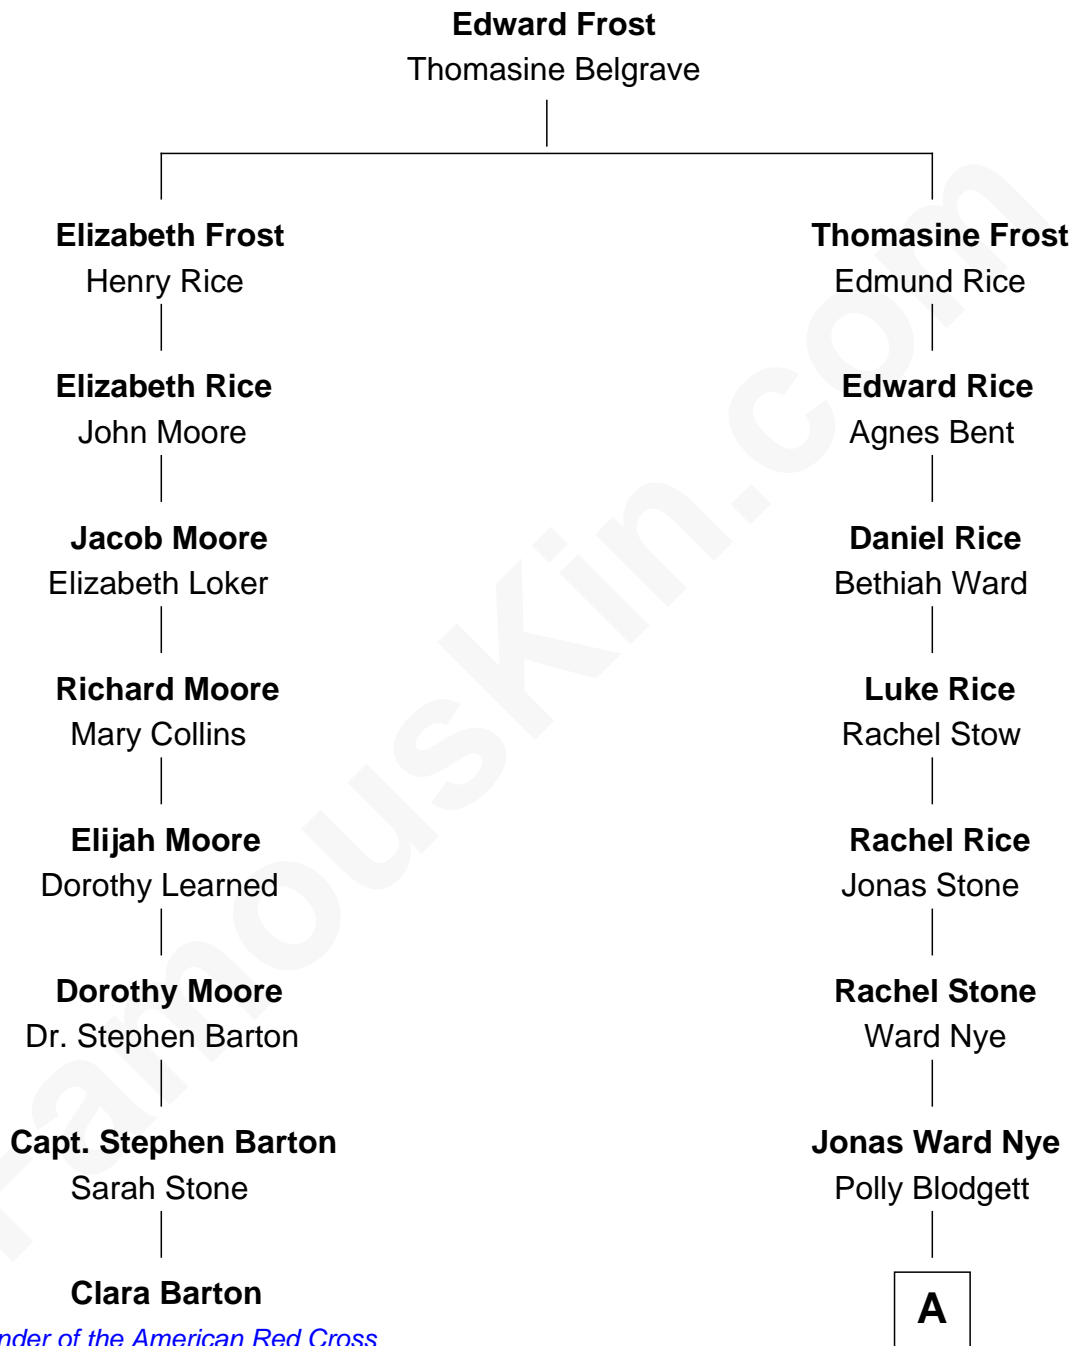 Edward Frost
Thomasine Belgrave
Elizabeth Frost
Henry Rice
Thomasine Frost
Edmund Rice
Elizabeth Rice
John Moore
Edward Rice
Agnes Bent
Jacob Moore
Elizabeth Loker
Daniel Rice
Bethiah Ward
Richard Moore
Mary Collins
Luke Rice
Rachel Stow
Elijah Moore
Dorothy Learned
Rachel Rice
Jonas Stone
Dorothy Moore
Dr. Stephen Barton
Rachel Stone
Ward Nye
Capt. Stephen Barton
Sarah Stone
Jonas Ward Nye
Polly Blodgett
Clara Barton
nder of the American Red Cross
A
FamousKin.com